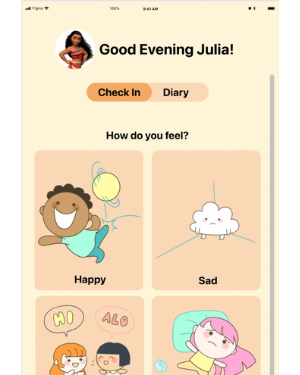 Figma
100%
9:41 AM
Good Evening Julia!
Check In
Diary
How do you feel?
Happy
Sad
HI
ALO